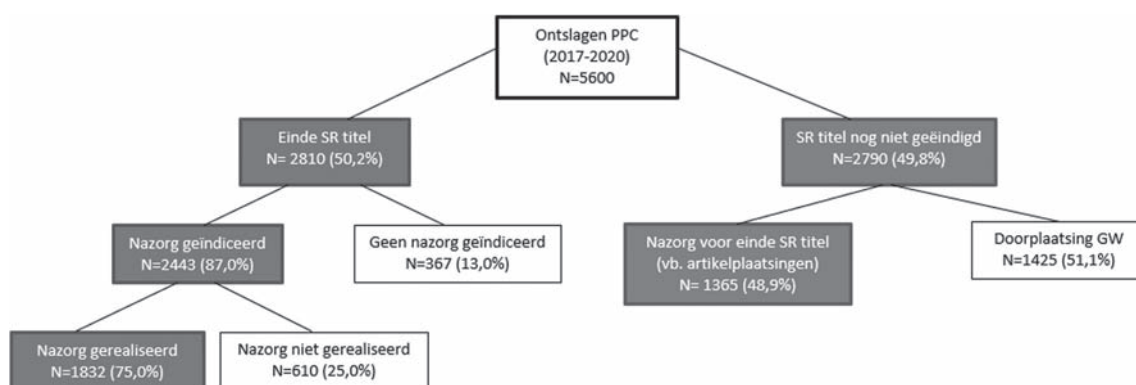 Ontslagen PPC
(2017-2020)
N=5600
Einde SR titel
N= 2810 (50,2%)
SR titel nog niet geëindigd
N=2790 (49,8%)
Nazorg geïndiceerd
N=2443 (87,0%)
Geen nazorg geïndiceerd
N=367 (13,0%)
Nazorg voor einde SR titel
(vb. artikelplaatsingen)
N= 1365 (48,9%)
Doorplaatsing GW
N=1425 (51,1%)
Nazorg gerealiseerd
N=1832 (75,0%)
Nazorg niet gerealiseerd
N=610 (25,0%)